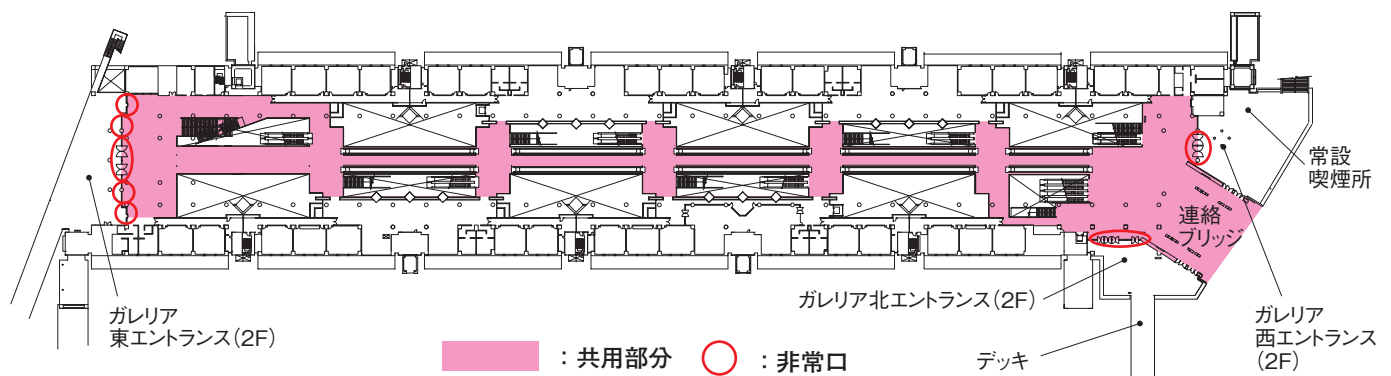 常設
喫煙所
連絡
ブリッジ
ガレリア
東エントランス(2F)
ガレリア北エントランス(2F)
ガレリア
西エントランス
(2F)
デッキ
：共用部分
：非常口